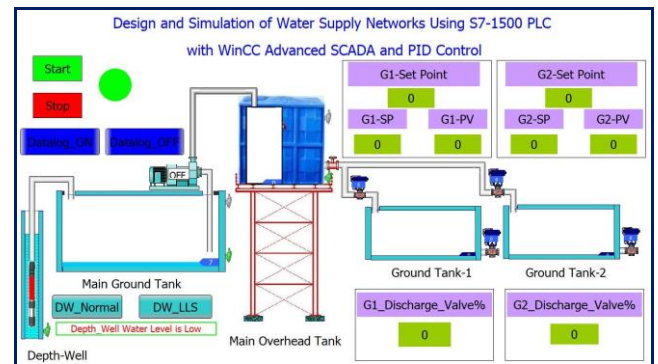 Design and Simulation of Water Supply Networks Using S7-1500 PLC
with WinCC Advanced SCADA and PID Control
Start
Stop
Datalog_ON
Datalog_OFF
G1-Set Point
0
G1-SP
G1-PV
0
0
G2-Set Point
0
G2-SP
G2-PV
0
0
OFF
Main Ground Tank
DW_Normal
DW_LLS
Depth_Well Water Level is Low
Depth-Well
Main Overhead Tank
Ground Tank-1
Ground Tank-2
G1_Discharge_Valve%
0
G2_Discharge_Valve%
0